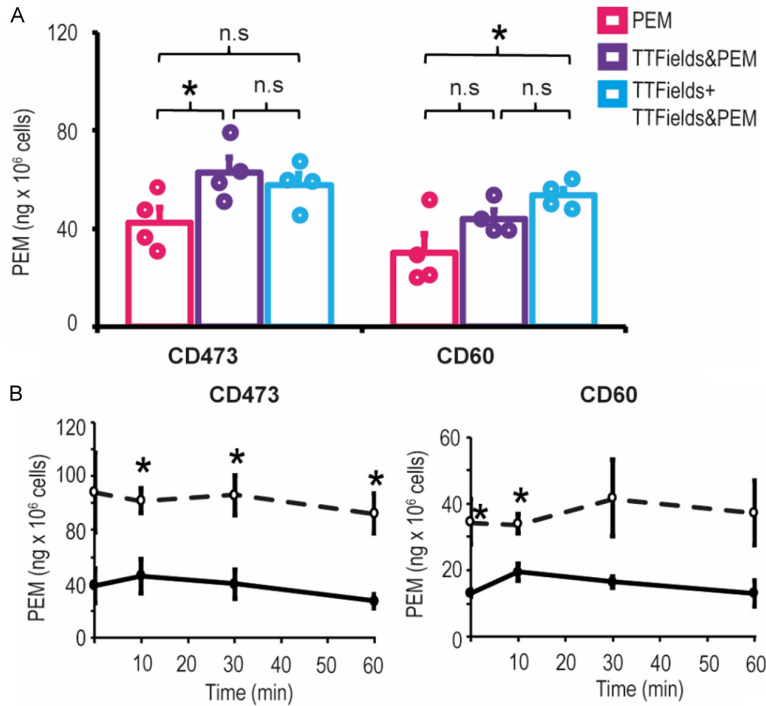 A
120
80
40
0
PEM (ng x 10⁶ cells)
n.s
*
n.s
*
n.s
n.s
PEM
TTFields&PEM
TTFields+
TTFields&PEM
CD473
CD60
B
CD473
120
100
80
40
20
0
PEM (ng x 10⁶ cells)
*
*
*
10
20
30
40
50
60
Time (min)
CD60
60
40
20
0
PEM (ng x 10⁶ cells)
*
*
10
20
30
40
50
60
Time (min)